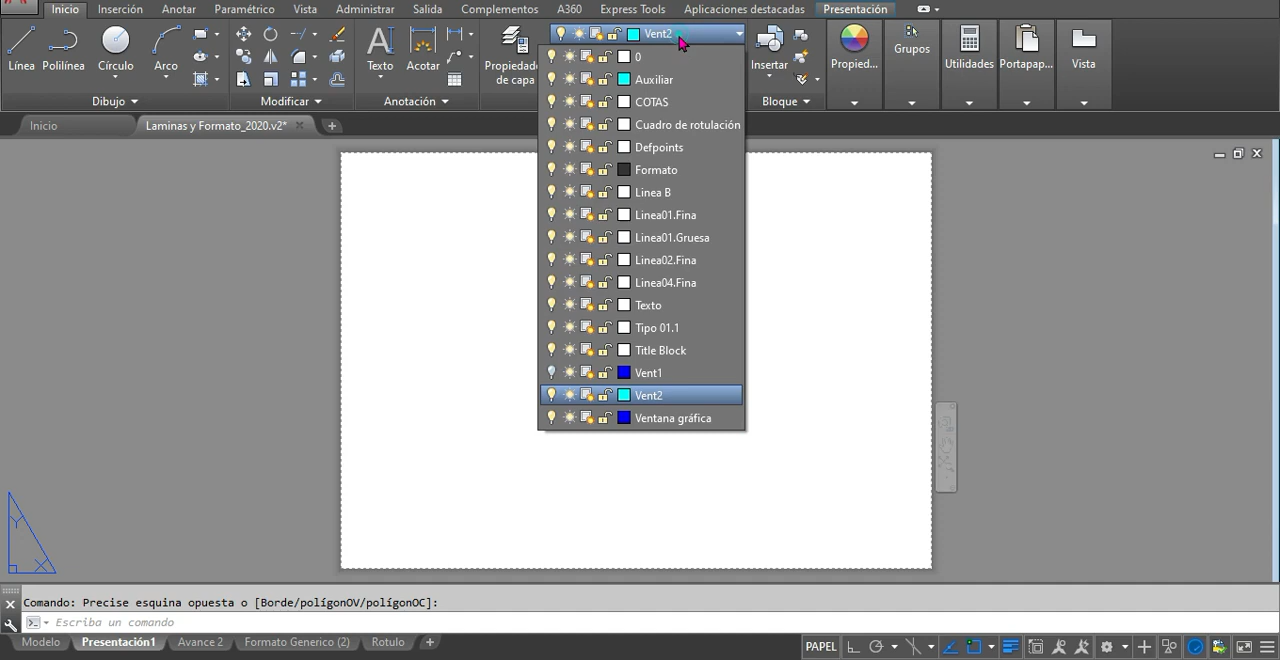 Inicio Inserción Anotar Paramétrico Vista Administrar Salida Complementos A360 Express Tools Aplicaciones destacadas Presentación
Línea Polilínea Círculo Arco Texto Acotar Propiedad de capa Insertar Propied... Grupos Utilidades Portapap... Vista
Vent2
Dibujo Modificar Anotación Bloque
Inicio Laminas y Formato_2020.v2*
0
Auxiliar
COTAS
Cuadro de rotulación
Defpoints
Formato
Linea B
Linea01.Fina
Linea01.Gruesa
Linea02.Fina
Linea04.Fina
Texto
Tipo 01.1
Title Block
Vent1
Vent2
Ventana gráfica
Y
X
Comando: Precise esquina opuesta o [Borde/polígonOV/polígonOC]:
Escriba un comando
Modelo Presentación1 Avance 2 Formato Generico (2) Rotulo
PAPEL